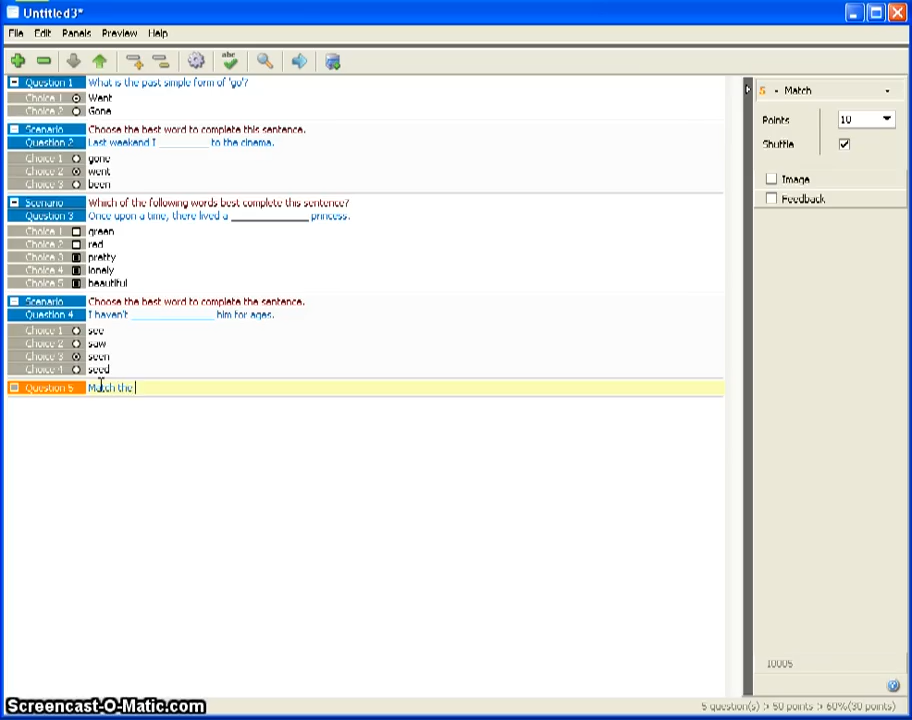 Untitled3*
File Edit Panels Preview Help
abc
Question 1 What is the past simple form of 'go'?
Choice 1 Went
Choice 2 Gone
Scenario Choose the best word to complete this sentence.
Question 2 Last weekend I ________ to the cinema.
Choice 1 gone
Choice 2 went
Choice 3 been
Scenario Which of the following words best complete this sentence?
Question 3 Once upon a time, there lived a ____________ princess.
Choice 1 green
Choice 2 red
Choice 3 pretty
Choice 4 lonely
Choice 5 beautiful
Scenario Choose the best word to complete the sentence.
Question 4 I haven't _____________ him for ages.
Choice 1 see
Choice 2 saw
Choice 3 seen
Choice 4 seed
Question 5 Match the
5 - Match
Points 10
Shuffle
Image
Feedback
10005
5 question(s) > 50 points > 60%(30 points)
Screencast-O-Matic.com